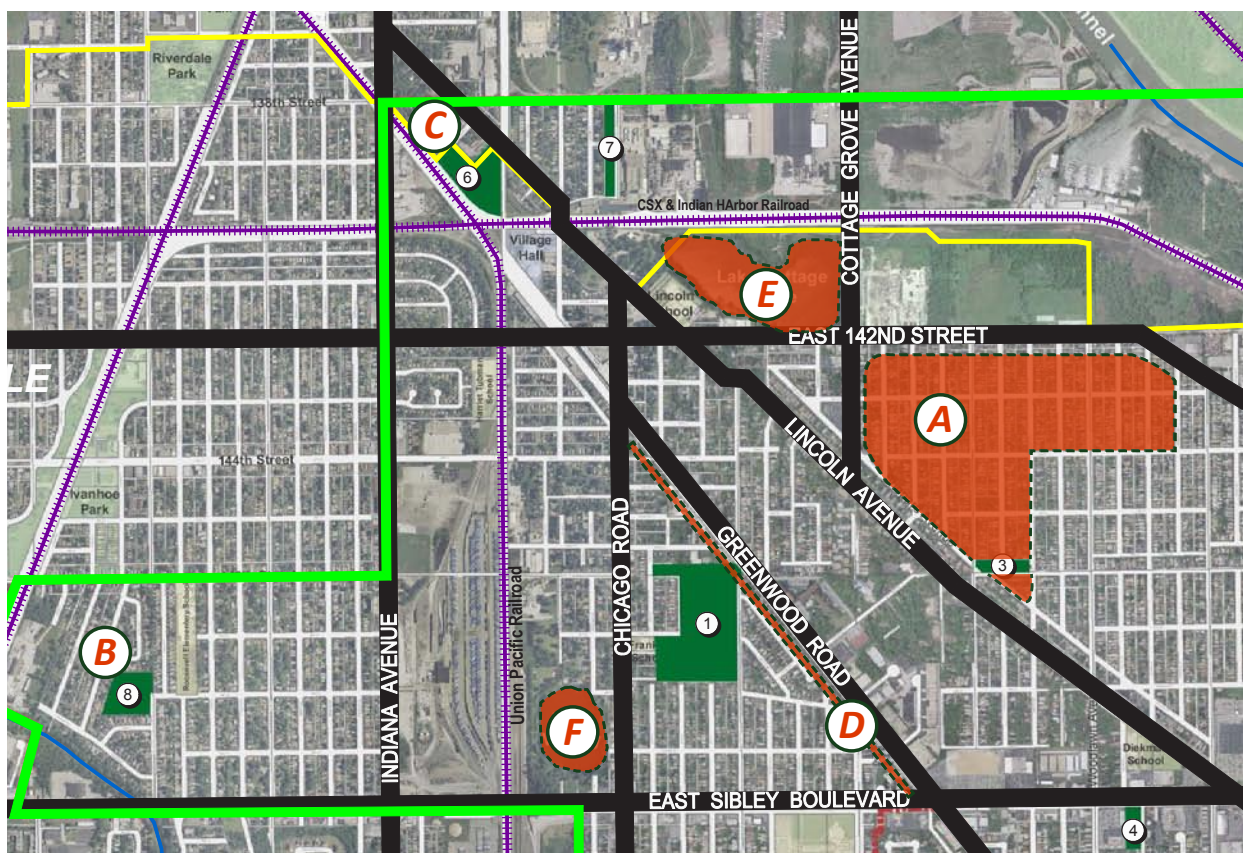 Riverdale
Park
138th Street
COTTAGE GROVE AVENUE
C
6
7
CSX & Indian HArbor Railroad
Village
Hall
Lincoln
School
E
EAST 142ND STREET
LE
A
144th Street
Ivanhoe
Park
LINCOLN AVENUE
CHICAGO ROAD
GREENWOOD ROAD
3
1
INDIANA AVENUE
Union Pacific Railroad
B
8
F
D
Diekman
School
EAST SIBLEY BOULEVARD
4